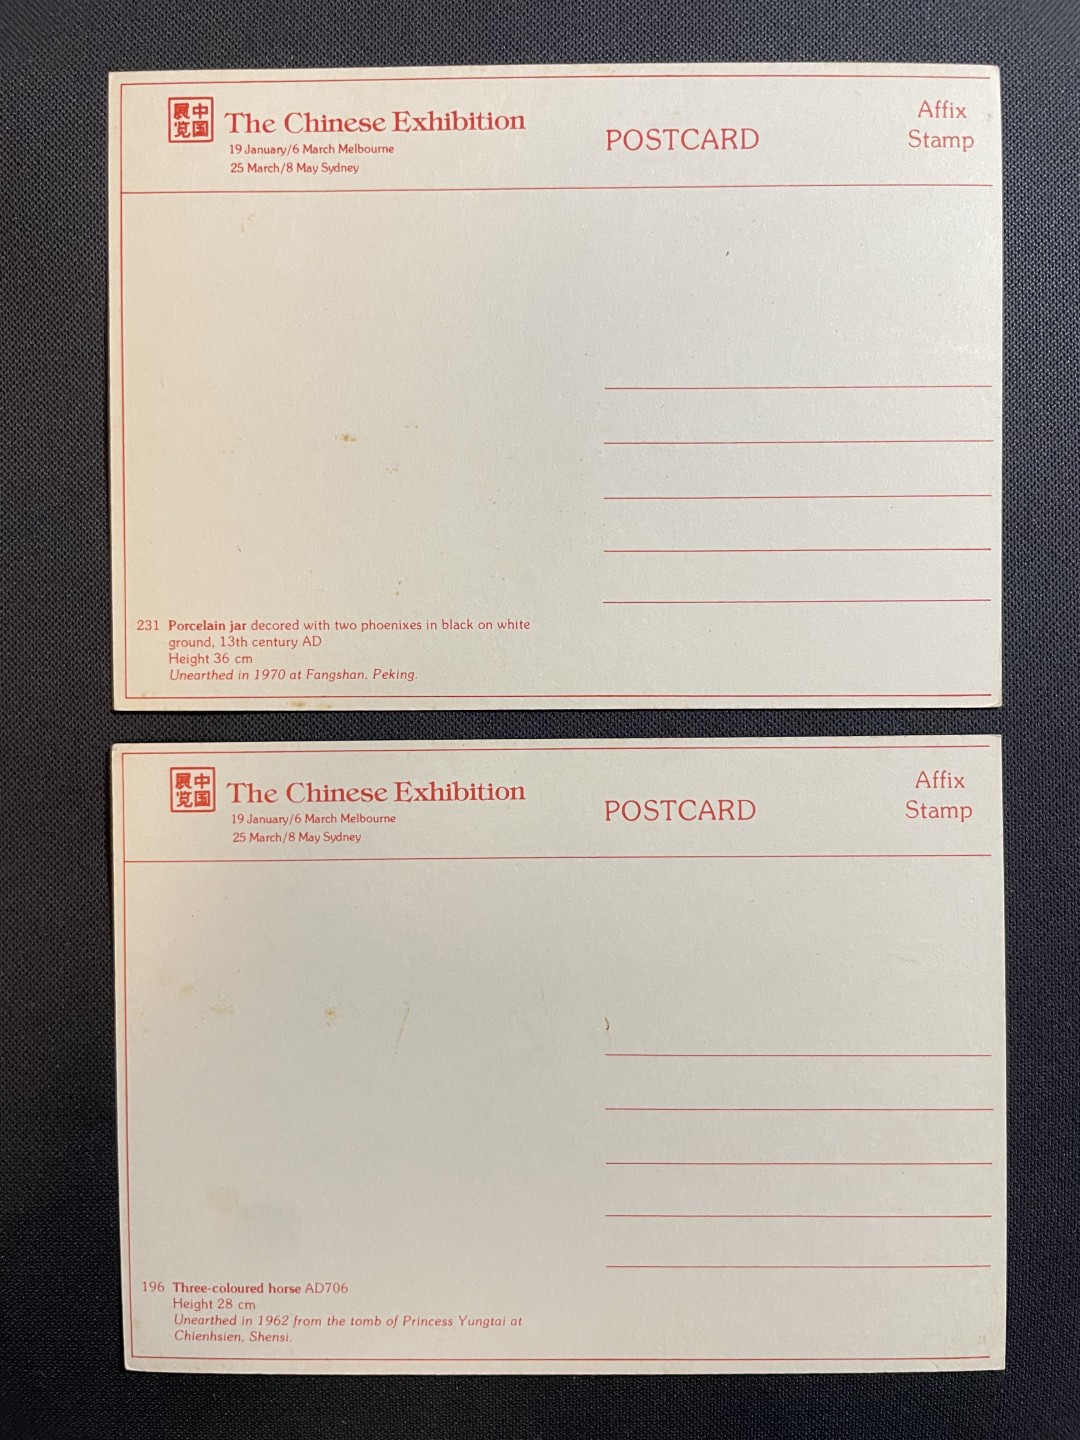 中国
展览
The Chinese Exhibition
19 January/6 March Melbourne
25 March/8 May Sydney
POSTCARD
Affix
Stamp
231 Porcelain jar decored with two phoenixes in black on white
ground, 13th century AD
Height 36 cm
Unearthed in 1970 at Fangshan, Peking.
中国
展览
The Chinese Exhibition
19 January/6 March Melbourne
25 March/8 May Sydney
POSTCARD
Affix
Stamp
196 Three-coloured horse AD706
Height 28 cm
Unearthed in 1962 from the tomb of Princess Yungtai at
Chienhsien, Shensi.